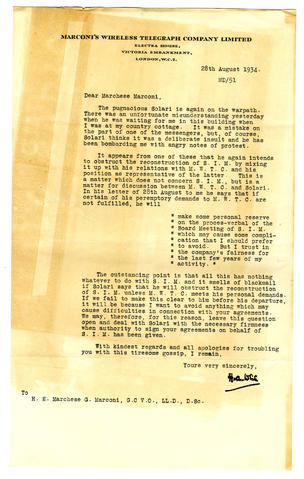 MARCONI'S WIRELESS TELEGRAPH COMPANY LIMITED
ELECTRA HOUSE,
VICTORIA EMBANKMENT,
LONDON, W.C.2.
28th August 1934.
/51
Dear Marchese Marconi,
The pugnacious Solari is again on the warpath.
There was an unfortunate misunderstanding yesterday
when he was waiting for me in this building when
I was at my country cottage. It was a mistake on
the part of one of the messengers but, of course,
Solari thinks it was a deliberate insult and he has
been bombarding me with angry notes of protest.
It appears from one of these that he again intends
to obstruct the reconstruction of S.I.M. by mixing
it up with his relations with M.W.T.C. and his
position as representative of the latter. This is
a matter which does not concern S.I.M. but is a
matter for discussion between M.W.T.C. and Solari.
In his letter of 28th August to me he says that if
certain of his peremptory demands to M.W.T.C. are
not fulfilled, he will
" make some personal reserve
" on the proces-verbal of the
" Board Meeting of S.I.M.
" which may cause some compli-
" cation that I should prefer
" to avoid. But I trust in
" the company's fairness for
" the last few years of my
" activity. "
The outstanding point is that all this has nothing
whatever to do with S.I.M. and it smells of blackmail
if Solari says that he will obstruct the reconstruction
of S.I.M. unless M.W.T.C. meets his personal demands.
If we fail to make this clear to him before his departure,
it will be because I want to avoid anything which may
cause difficulties in connection with your agreements.
We may, therefore, for this reason, leave this question
open and deal with Solari with the necessary firmness
when authority to sign your agreements on behalf of
S.I.M. has been given.
With kindest regards and all apologies for troubling
you with this tiresome gossip, I remain,
Yours very sincerely,
To
H. E. Marchese G. Marconi, G.C.V.O., LL.D., D.Sc.